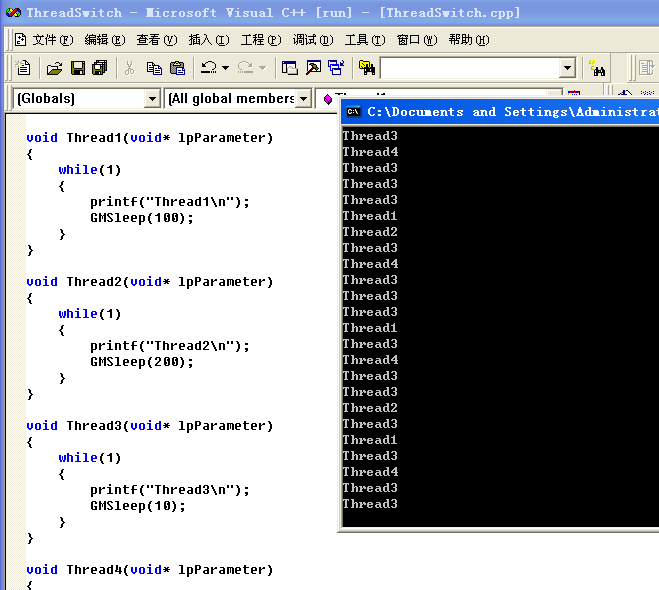 ThreadSwitch - Microsoft Visual C++ [run] - [ThreadSwitch.cpp]
文件(F) 编辑(E) 查看(V) 插入(I) 工程(P) 调试(D) 工具(T) 窗口(W) 帮助(H)
(Globals) (All global members Thread1
void Thread1(void* lpParameter)
{
    while(1)
    {
        printf("Thread1\n");
        GMSleep(100);
    }
}
void Thread2(void* lpParameter)
{
    while(1)
    {
        printf("Thread2\n");
        GMSleep(200);
    }
}
void Thread3(void* lpParameter)
{
    while(1)
    {
        printf("Thread3\n");
        GMSleep(10);
    }
}
void Thread4(void* lpParameter)
{
C:\Documents and Settings\Administrat
Thread3
Thread4
Thread3
Thread3
Thread3
Thread1
Thread2
Thread3
Thread4
Thread3
Thread3
Thread3
Thread1
Thread3
Thread4
Thread3
Thread3
Thread2
Thread3
Thread1
Thread3
Thread4
Thread3
Thread3